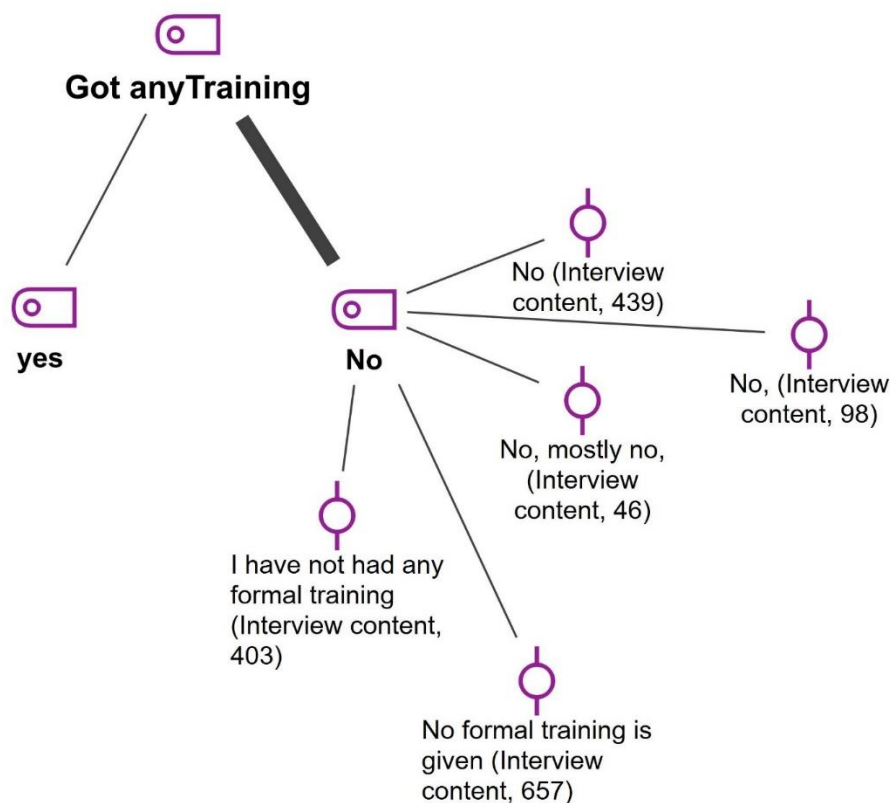 Got anyTraining
yes
No
No (Interview
content, 439)
No, (Interview
content, 98)
No, mostly no,
(Interview
content, 46)
I have not had any
formal training
(Interview content,
403)
No formal training is
given (Interview
content, 657)